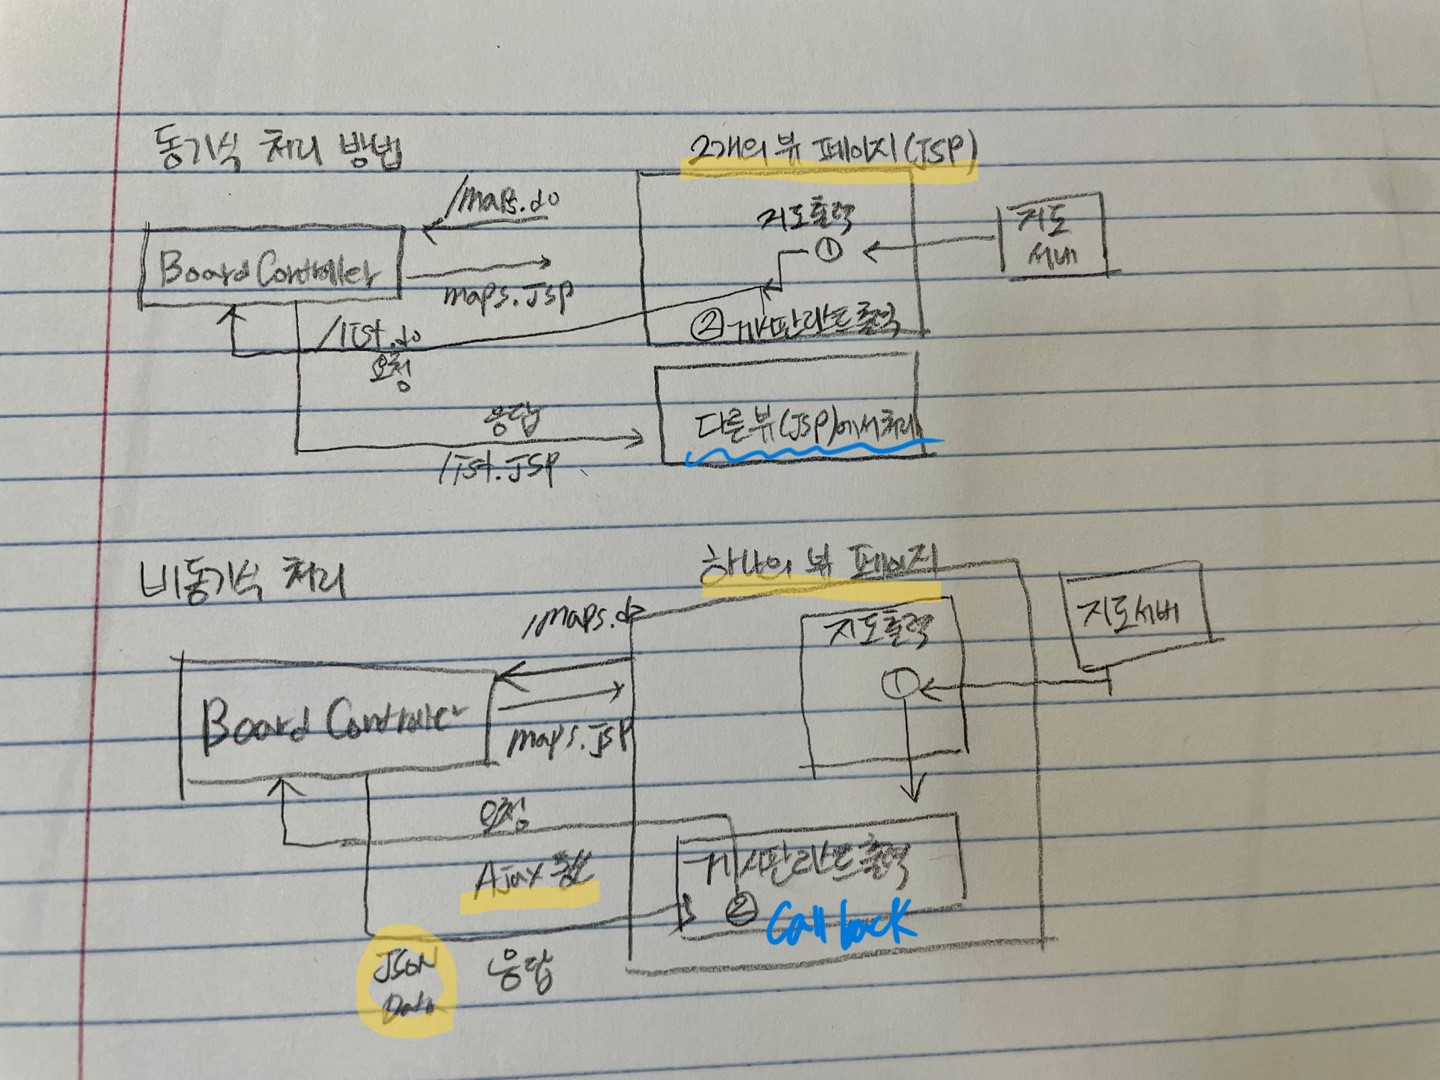 동기식 처리 방법
2개의 뷰 페이지(JSP)
/maps.do
지도출력
①
지도
서버
Board Controller
maps.JSP
② 게시판리스트출력
/list.do
요청
응답
다른뷰(JSP)에서처리
list.JSP
비동기식 처리
하나의 뷰 페이지
/maps.do
지도출력
지도서버
①
Board Controller
maps.JSP
요청
게시판리스트출력
Ajax
②
Callback
JSON
Data
응답